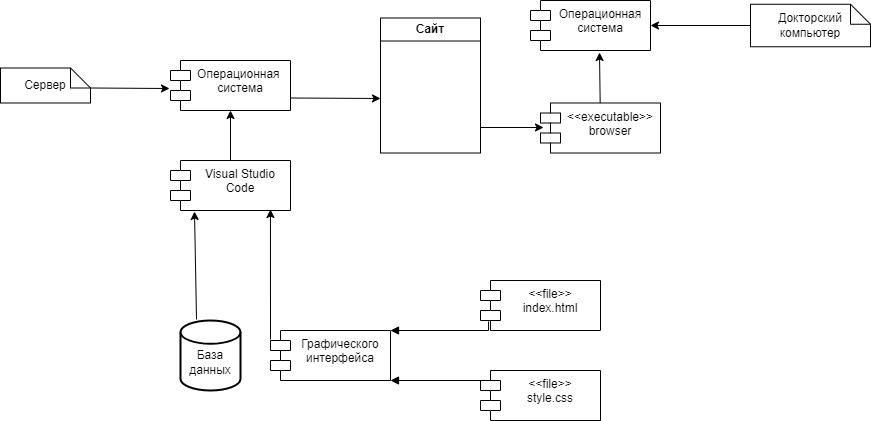 Операционная
система
Докторский
компьютер
Сайт
Сервер
Операционная
система
<<executable>>
browser
Visual Studio
Code
<<file>>
index.html
База
данных
Графического
интерфейса
<<file>>
style.css